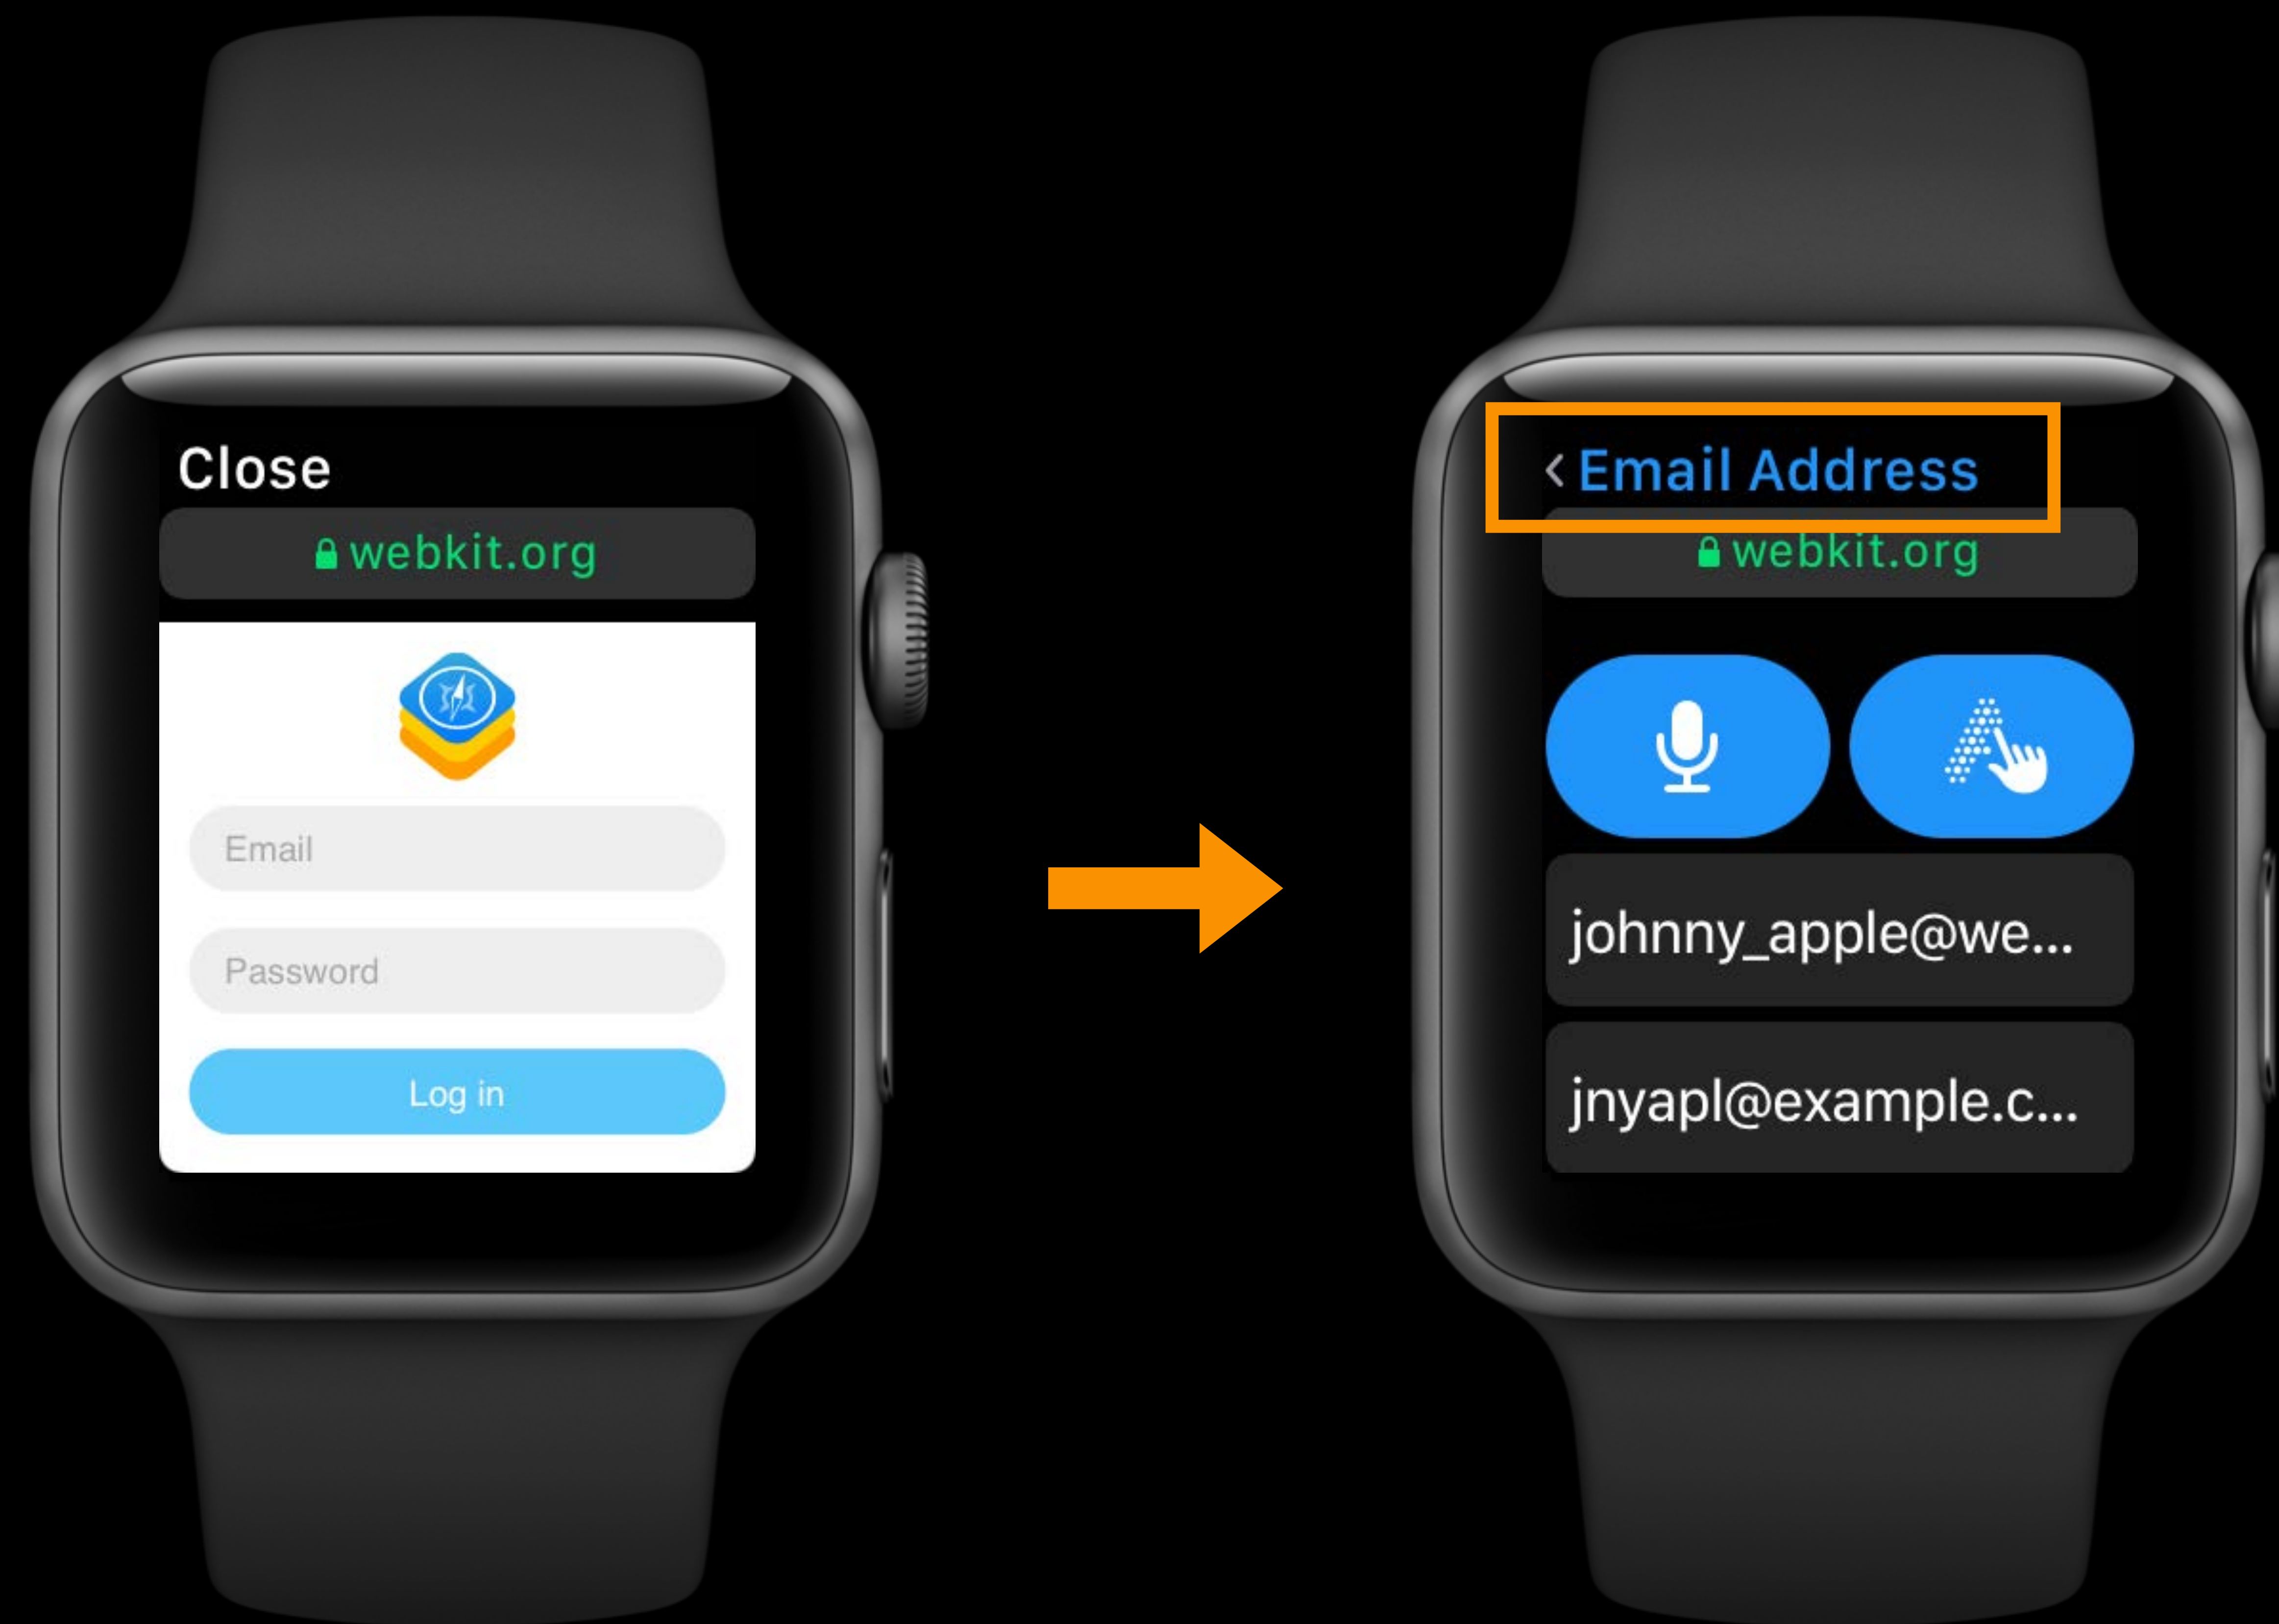 Close
webkit.org
Email
Password
Log in
Email Address
webkit.org
johnny_apple@we...
jnyapl@example.c...